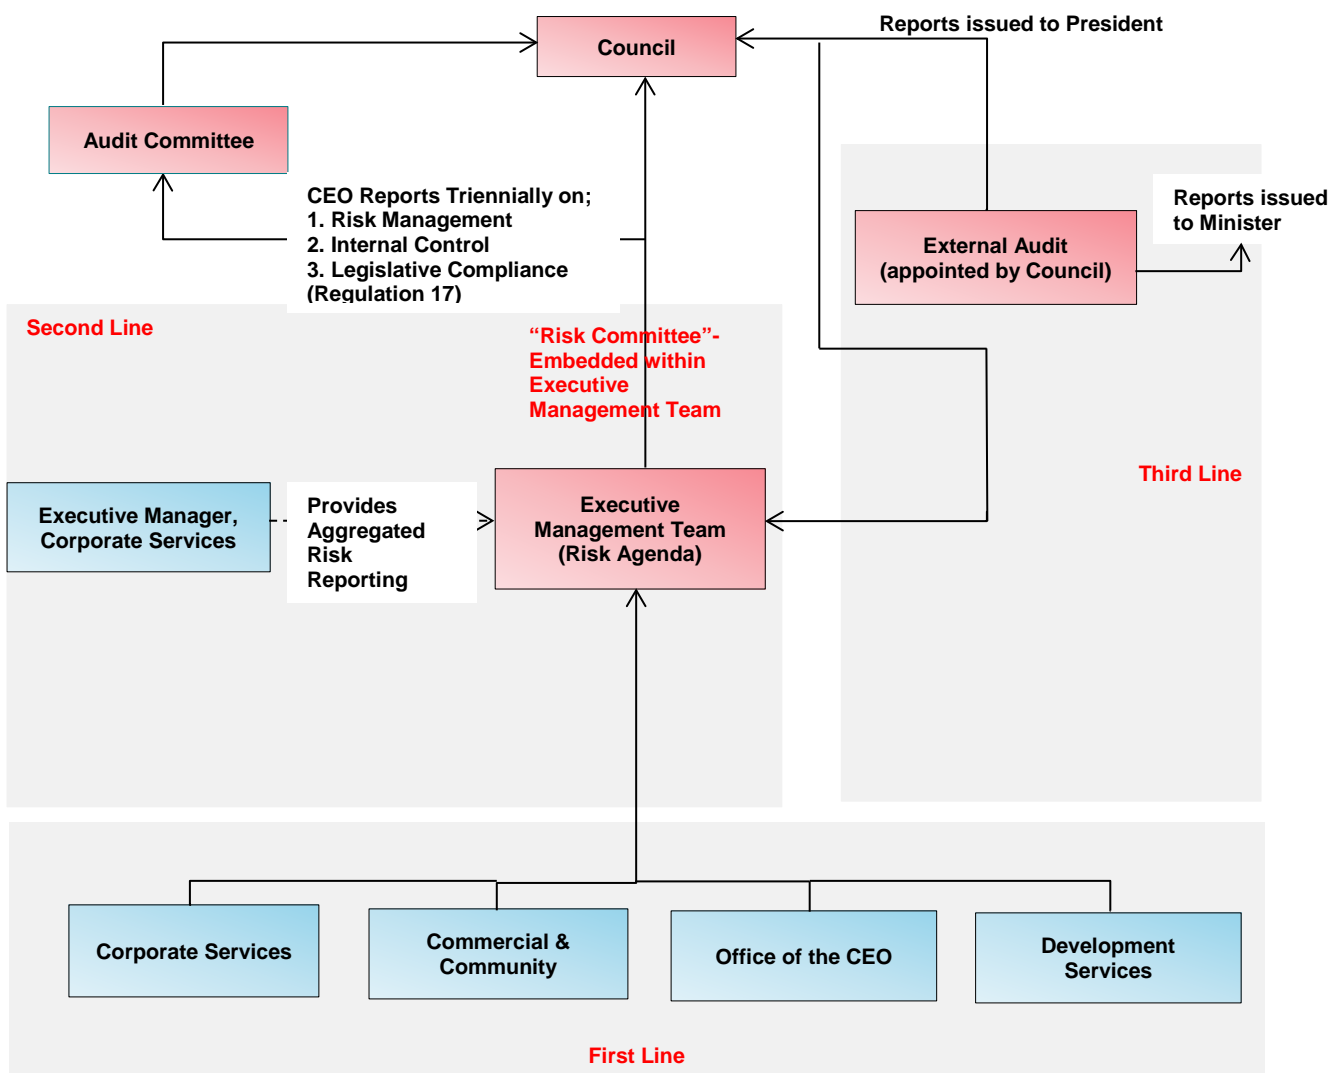 Reports issued to President
Council
Audit Committee
CEO Reports Triennially on;
1. Risk Management
2. Internal Control
3. Legislative Compliance
(Regulation 17)
Reports issued
to Minister
External Audit
(appointed by Council)
Second Line
“Risk Committee”-
Embedded within
Executive
Management Team
Third Line
Executive Manager,
Corporate Services
Provides
Aggregated
Risk
Reporting
Executive
Management Team
(Risk Agenda)
Corporate Services
Commercial &
Community
Office of the CEO
Development
Services
First Line